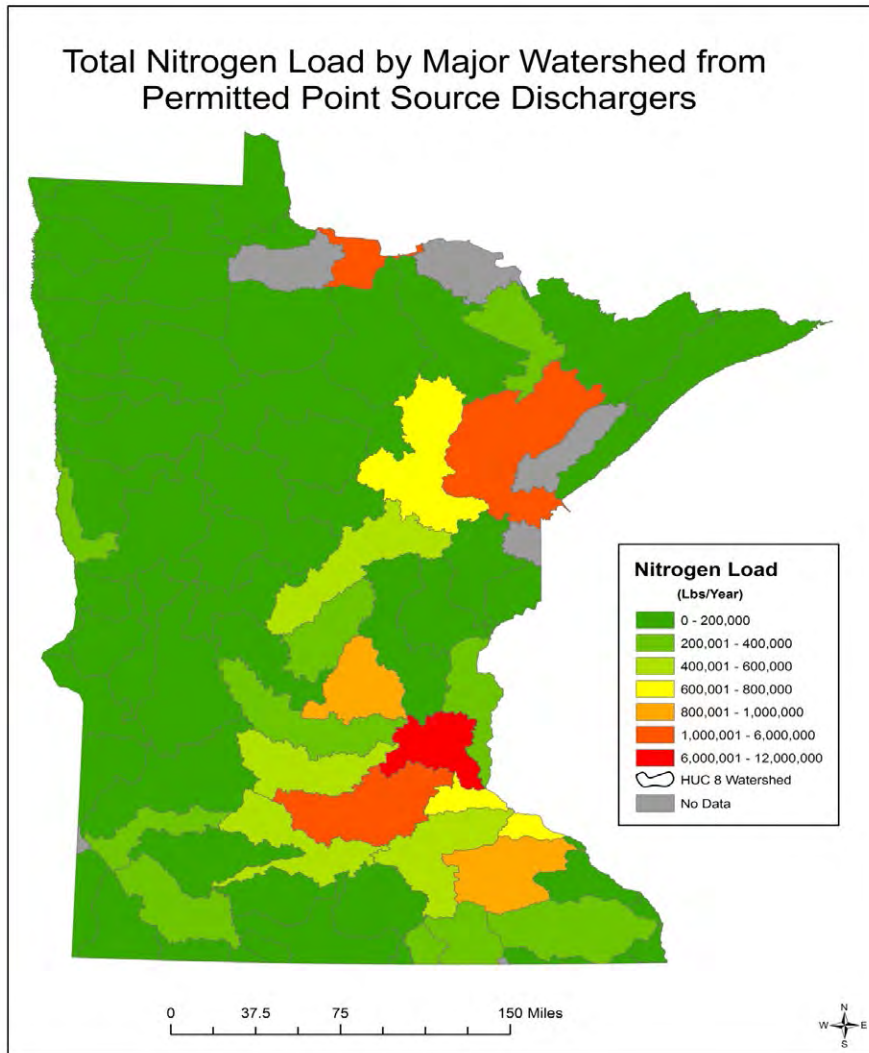 Total Nitrogen Load by Major Watershed from
Permitted Point Source Dischargers
Nitrogen Load
(Lbs/Year)
0 - 200,000
200,001 - 400,000
400,001 - 600,000
600,001 - 800,000
800,001 - 1,000,000
1,000,001 - 6,000,000
6,000,001 - 12,000,000
HUC 8 Watershed
No Data
0 37.5 75 150 Miles
N
W E
S